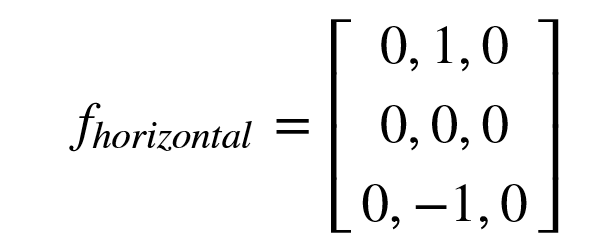 0, 1, 0
f_horizontal = 0, 0, 0
0, −1, 0